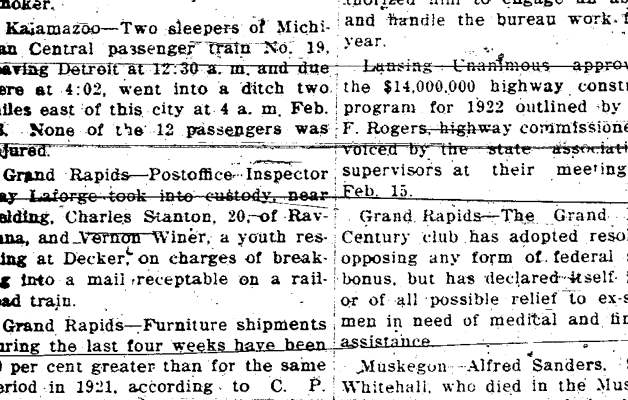 moker.
Kalamazoo—Two sleepers of Michi-
an Central passenger train No. 19,
eaving Detroit at 12:30 a. m. and due
ere at 4:02, went into a ditch two
iles east of this city at 4 a. m. Feb.
None of the 12 passengers was
jured.
Grand Rapids—Postoffice Inspector
ay Laforge took into custody, near
elding, Charles Stanton, 20, of Rav-
nna, and Vernon Winer, a youth res-
ing at Decker, on charges of break-
g into a mail receptable on a rail-
ad train.
Grand Rapids—Furniture shipments
uring the last four weeks have been
per cent greater than for the same
eriod in 1921, according to C. P.
thorized him to engage an as
and handle the bureau work f
year.
Lansing—Unanimous approv
the $14,000,000 highway constr
program for 1922 outlined by
F. Rogers, highway commissione
voiced by the state associati
supervisors at their meeting
Feb. 15.
Grand Rapids—The Grand
Century club has adopted reso
opposing any form of federal
bonus, but has declared itself
or of all possible relief to ex-s
men in need of medical and fin
assistance.
Muskegon—Alfred Sanders,
Whitehall, who died in the Mus